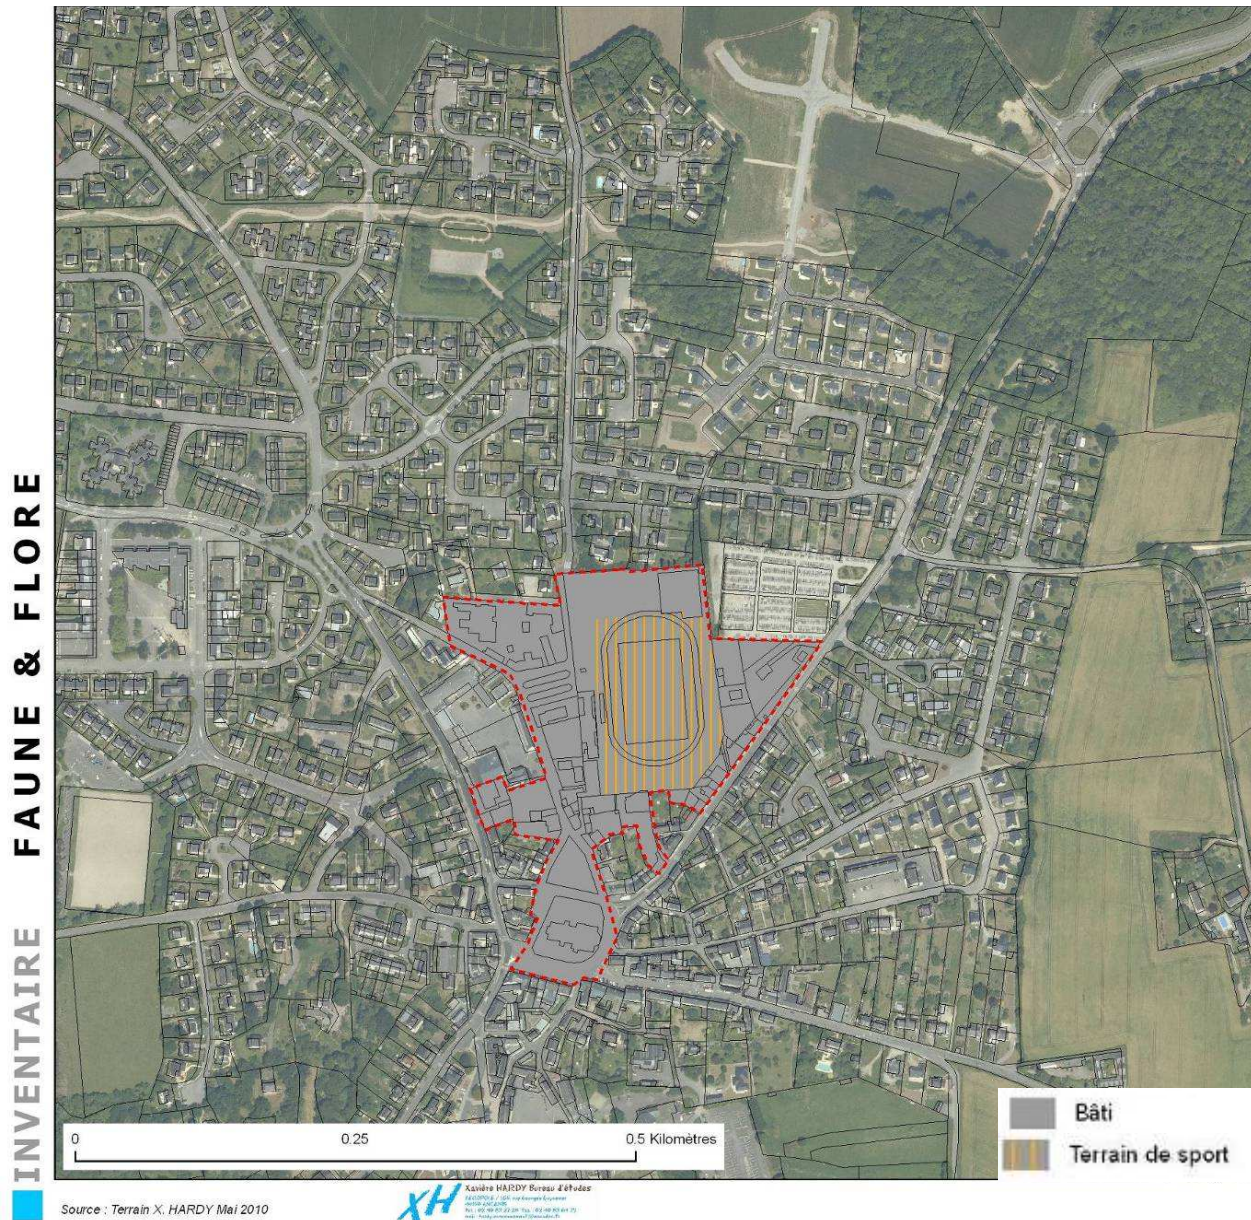 INVENTAIRE FAUNE & FLORE
0 0.25 0.5 Kilomètres
Bâti
Terrain de sport
Source : Terrain X. HARDY Mai 2010
XH
Xavière HARDY Bureau d'études